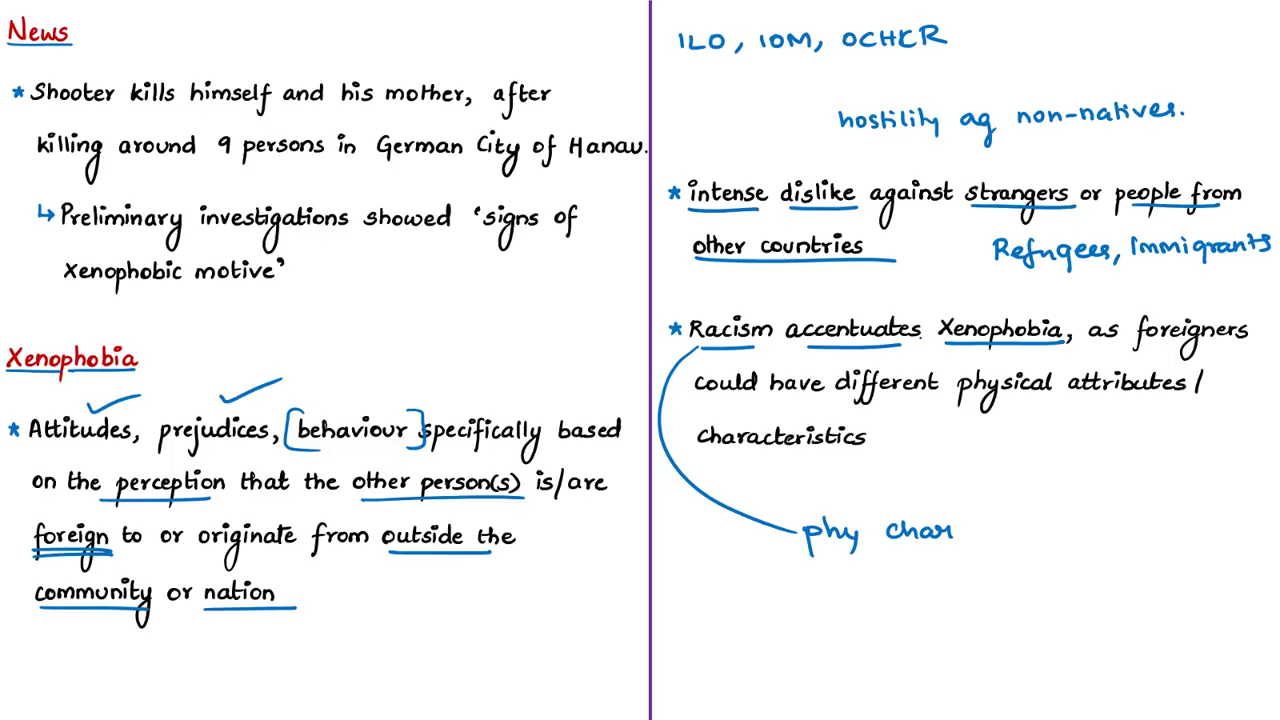 News
* Shooter kills himself and his mother, after
killing around 9 persons in German City of Hanau.
↳ Preliminary investigations showed 'signs of
xenophobic motive'
Xenophobia
* Attitudes, prejudices, [behaviour] specifically based
on the perception that the other person(s) is/are
foreign to or originate from outside the
community or nation
ILO, IOM, OCHCR
hostility ag non-natives.
* intense dislike against strangers or people from
other countries
Refugees, Immigrants
* Racism accentuates Xenophobia, as foreigners
could have different physical attributes/
characteristics
phy char